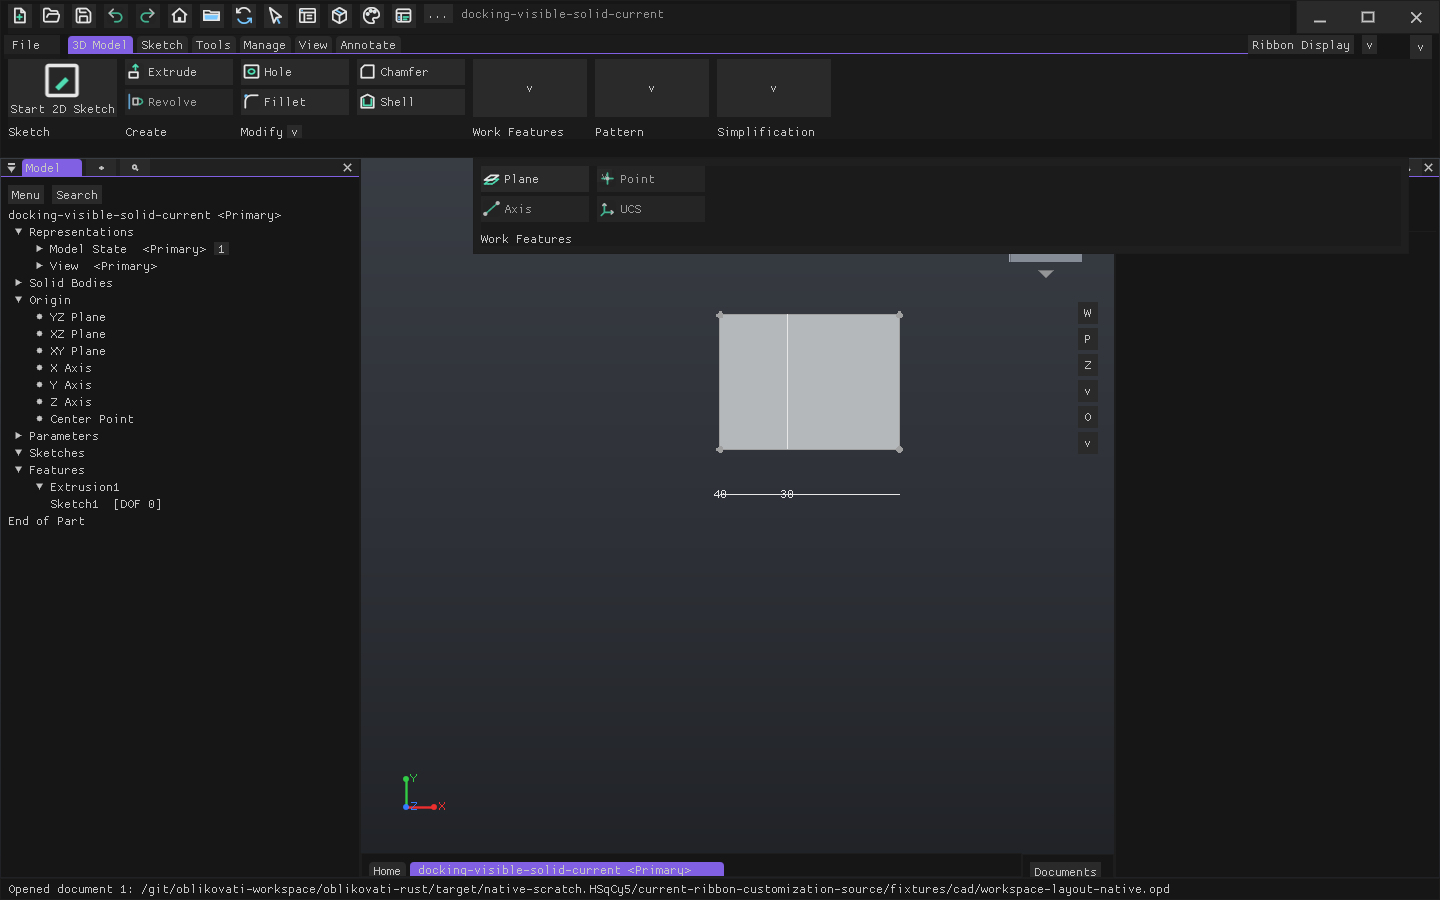 ... docking-visible-solid-current
File 3D Model Sketch Tools Manage View Annotate Ribbon Display v v
Start 2D Sketch Extrude Revolve Hole Fillet Chamfer Shell v v v
Sketch Create Modify v Work Features Pattern Simplification
Model
Menu Search
docking-visible-solid-current <Primary>
Representations
Model State <Primary> 1
View <Primary>
Solid Bodies
Origin
YZ Plane
XZ Plane
XY Plane
X Axis
Y Axis
Z Axis
Center Point
Parameters
Sketches
Features
Extrusion1
Sketch1 [DOF 0]
End of Part
Plane Point
Axis UCS
Work Features
W
P
Z
v
O
v
40 30
Y
Z X
Home docking-visible-solid-current <Primary> Documents
Opened document 1: /git/oblikovati-workspace/oblikovati-rust/target/native-scratch.HSqCy5/current-ribbon-customization-source/fixtures/cad/workspace-layout-native.opd